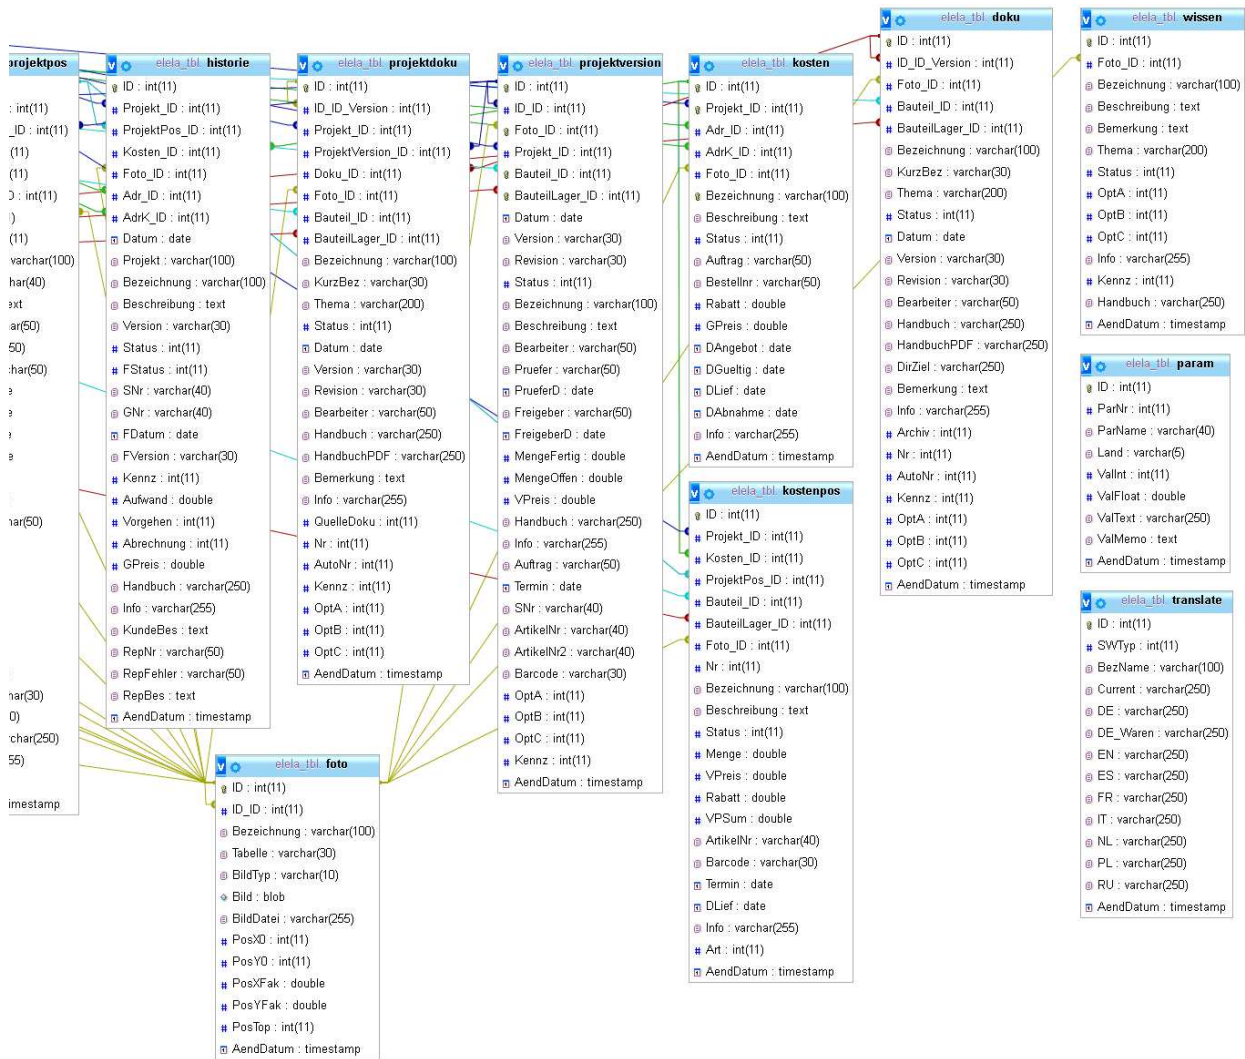 projektpos
: int(11)
_ID : int(11)
(11)
(11)
D : int(11)
)
(11)
varchar(100)
(40)
ext
ar(50)
50)
har(50)
har(50)
har(30)
0)
rchar(250)
55)
imestamp
elela_tbl. historie
ID : int(11)
Projekt_ID : int(11)
ProjektPos_ID : int(11)
Kosten_ID : int(11)
Foto_ID : int(11)
Adr_ID : int(11)
AdrK_ID : int(11)
Datum : date
Projekt : varchar(100)
Bezeichnung : varchar(100)
Beschreibung : text
Version : varchar(30)
Status : int(11)
FStatus : int(11)
SNr : varchar(40)
GNr : varchar(40)
FDatum : date
FVersion : varchar(30)
Kennz : int(11)
Aufwand : double
Vorgehen : int(11)
Abrechnung : int(11)
GPreis : double
Handbuch : varchar(250)
Info : varchar(255)
KundeBes : text
RepNr : varchar(50)
RepFehler : varchar(50)
RepBes : text
AendDatum : timestamp
elela_tbl. projektdoku
ID : int(11)
ID_ID_Version : int(11)
Projekt_ID : int(11)
ProjektVersion_ID : int(11)
Doku_ID : int(11)
Foto_ID : int(11)
Bauteil_ID : int(11)
BauteilLager_ID : int(11)
Bezeichnung : varchar(100)
KurzBez : varchar(30)
Thema : varchar(200)
Status : int(11)
Datum : date
Version : varchar(30)
Revision : varchar(30)
Bearbeiter : varchar(50)
Handbuch : varchar(250)
HandbuchPDF : varchar(250)
Bemerkung : text
Info : varchar(255)
QuelleDoku : int(11)
Nr : int(11)
AutoNr : int(11)
Kennz : int(11)
OptA : int(11)
OptB : int(11)
OptC : int(11)
AendDatum : timestamp
elela_tbl. projektversion
ID : int(11)
ID_ID : int(11)
Foto_ID : int(11)
Projekt_ID : int(11)
Bauteil_ID : int(11)
BauteilLager_ID : int(11)
Datum : date
Version : varchar(30)
Revision : varchar(30)
Status : int(11)
Bezeichnung : varchar(100)
Beschreibung : text
Bearbeiter : varchar(50)
Pruefer : varchar(50)
PrueferD : date
Freigeber : varchar(50)
FreigeberD : date
MengeFertig : double
MengeOffen : double
VPreis : double
Handbuch : varchar(250)
Info : varchar(255)
Auftrag : varchar(50)
Termin : date
SNr : varchar(40)
ArtikelNr : varchar(40)
ArtikelNr2 : varchar(40)
Barcode : varchar(30)
OptA : int(11)
OptB : int(11)
OptC : int(11)
Kennz : int(11)
AendDatum : timestamp
elela_tbl. kosten
ID : int(11)
Projekt_ID : int(11)
Adr_ID : int(11)
AdrK_ID : int(11)
Foto_ID : int(11)
Bezeichnung : varchar(100)
Beschreibung : text
Status : int(11)
Auftrag : varchar(50)
Bestellnr : varchar(50)
Rabatt : double
GPreis : double
DAngebot : date
DGueltig : date
DLief : date
DAbnahme : date
Info : varchar(255)
AendDatum : timestamp
elela_tbl. kostenpos
ID : int(11)
Projekt_ID : int(11)
Kosten_ID : int(11)
ProjektPos_ID : int(11)
Bauteil_ID : int(11)
BauteilLager_ID : int(11)
Foto_ID : int(11)
Nr : int(11)
Bezeichnung : varchar(100)
Beschreibung : text
Status : int(11)
Menge : double
VPreis : double
Rabatt : double
VPSum : double
ArtikelNr : varchar(40)
Barcode : varchar(30)
Termin : date
DLief : date
Info : varchar(255)
Art : int(11)
AendDatum : timestamp
elela_tbl. doku
ID : int(11)
ID_ID_Version : int(11)
Foto_ID : int(11)
Bauteil_ID : int(11)
BauteilLager_ID : int(11)
Bezeichnung : varchar(100)
KurzBez : varchar(30)
Thema : varchar(200)
Status : int(11)
Datum : date
Version : varchar(30)
Revision : varchar(30)
Bearbeiter : varchar(50)
Handbuch : varchar(250)
HandbuchPDF : varchar(250)
DirZiel : varchar(250)
Bemerkung : text
Info : varchar(255)
Archiv : int(11)
Nr : int(11)
AutoNr : int(11)
Kennz : int(11)
OptA : int(11)
OptB : int(11)
OptC : int(11)
AendDatum : timestamp
elela_tbl. wissen
ID : int(11)
Foto_ID : int(11)
Bezeichnung : varchar(100)
Beschreibung : text
Bemerkung : text
Thema : varchar(200)
Status : int(11)
OptA : int(11)
OptB : int(11)
OptC : int(11)
Info : varchar(255)
Kennz : int(11)
Handbuch : varchar(250)
AendDatum : timestamp
elela_tbl. param
ID : int(11)
ParNr : int(11)
ParName : varchar(40)
Land : varchar(5)
ValInt : int(11)
ValFloat : double
ValText : varchar(250)
ValMemo : text
AendDatum : timestamp
elela_tbl. translate
ID : int(11)
SWTyp : int(11)
BezName : varchar(100)
Current : varchar(250)
DE : varchar(250)
DE_Waren : varchar(250)
EN : varchar(250)
ES : varchar(250)
FR : varchar(250)
IT : varchar(250)
NL : varchar(250)
PL : varchar(250)
RU : varchar(250)
AendDatum : timestamp
elela_tbl. foto
ID : int(11)
ID_ID : int(11)
Bezeichnung : varchar(100)
Tabelle : varchar(30)
BildTyp : varchar(10)
Bild : blob
BildDatei : varchar(255)
PosX0 : int(11)
PosY0 : int(11)
PosXFak : double
PosYFak : double
PosTop : int(11)
AendDatum : timestamp